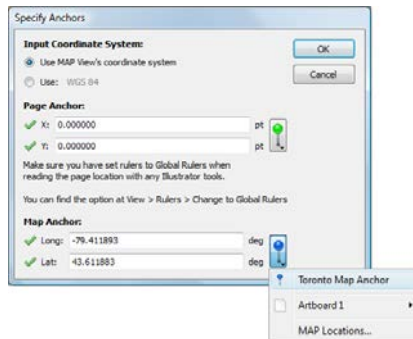 Specify Anchors
Input Coordinate System:
OK
Use MAP View's coordinate system
Cancel
Use: WGS 84
Page Anchor:
X: 0.000000 pt
Y: 0.000000 pt
Make sure you have set rulers to Global Rulers when
reading the page location with any Illustrator tools.
You can find the option at View > Rulers > Change to Global Rulers
Map Anchor:
Long: -79.411893 deg
Lat: 43.611883 deg
Toronto Map Anchor
Artboard 1
MAP Locations...